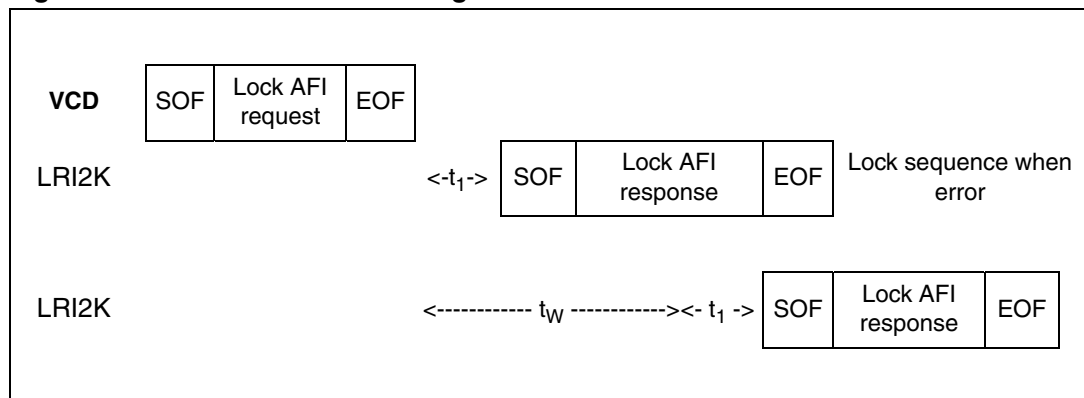 VCD SOF Lock AFI request EOF
LRI2K <-t1-> SOF Lock AFI response EOF Lock sequence when error
LRI2K <------------ tW ------------><- t1 -> SOF Lock AFI response EOF